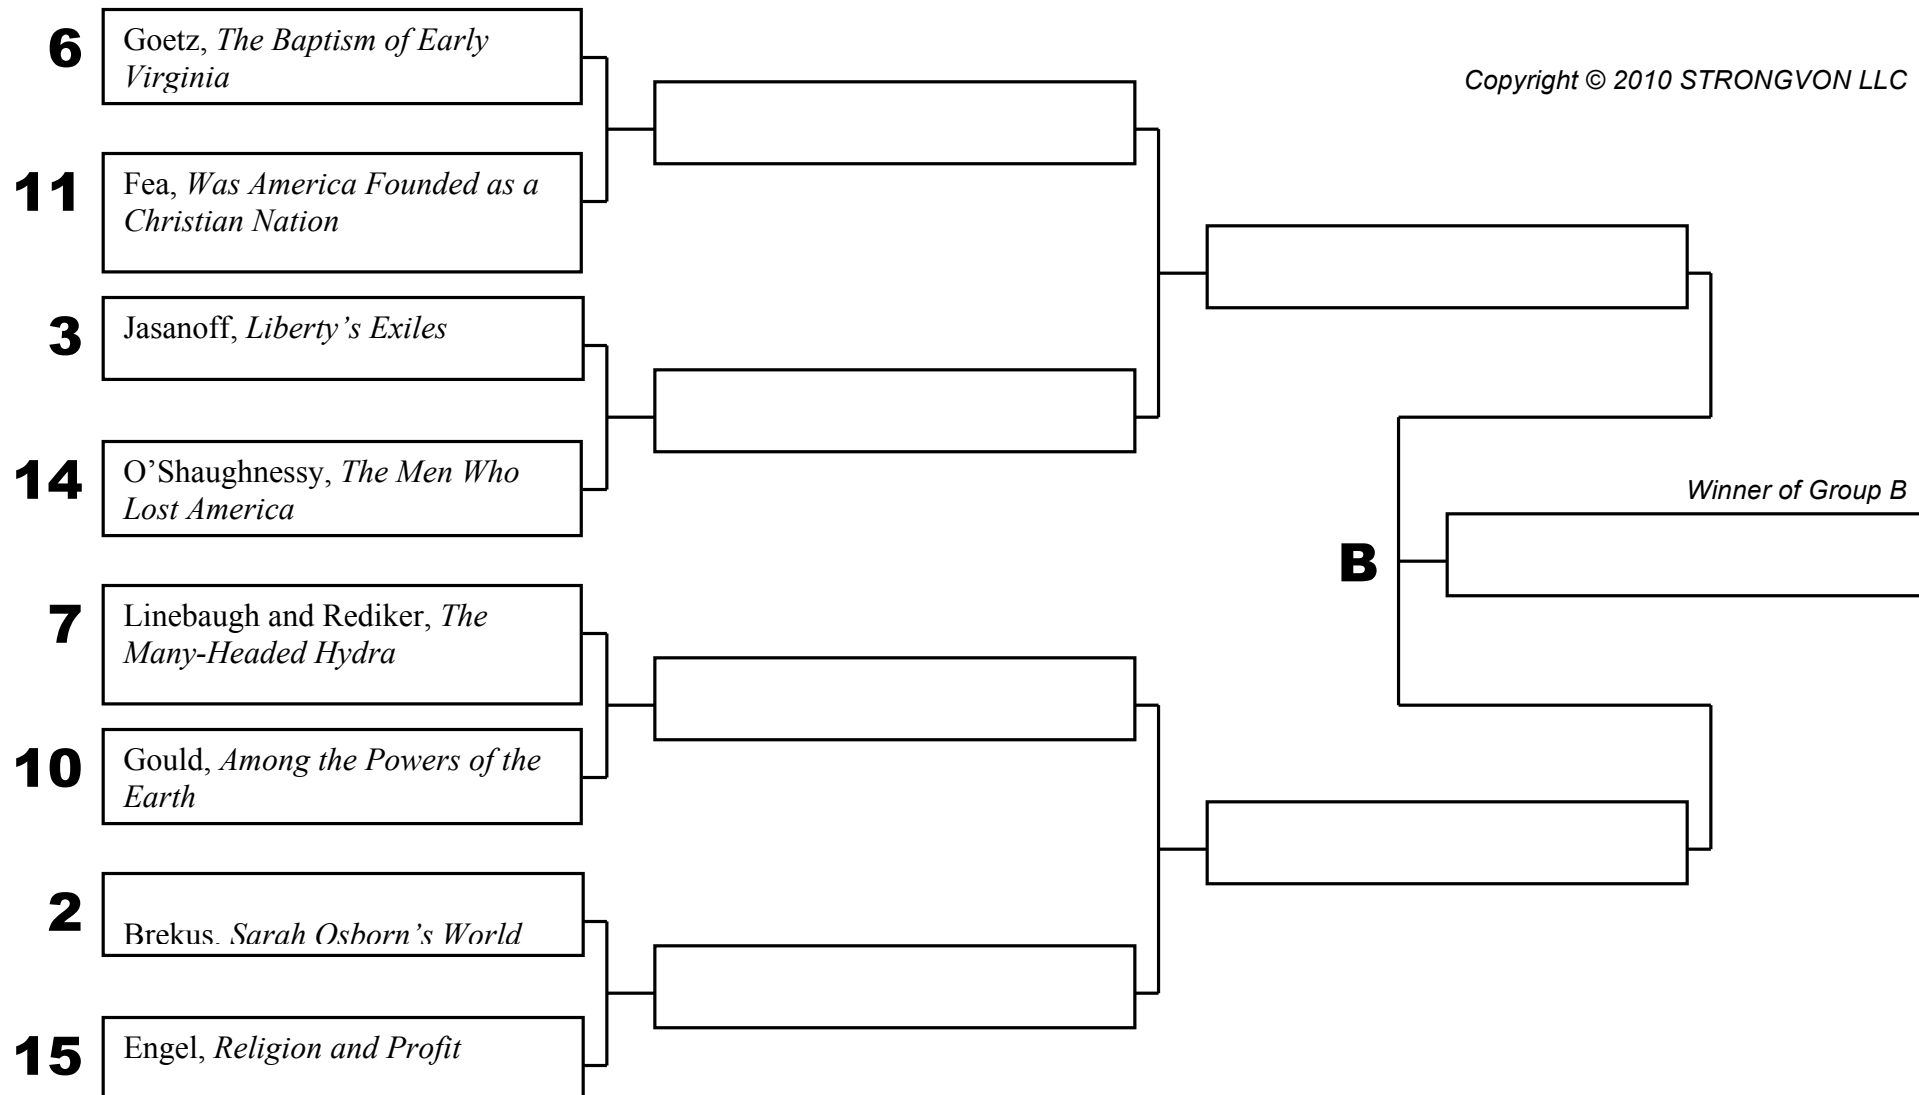 6
Goetz, The Baptism of Early
Virginia
Copyright © 2010 STRONGVON LLC
11
Fea, Was America Founded as a
Christian Nation
3
Jasanoff, Liberty’s Exiles
14
O’Shaughnessy, The Men Who
Lost America
Winner of Group B
B
7
Linebaugh and Rediker, The
Many-Headed Hydra
10
Gould, Among the Powers of the
Earth
2
Brekus, Sarah Osborn’s World
15
Engel, Religion and Profit